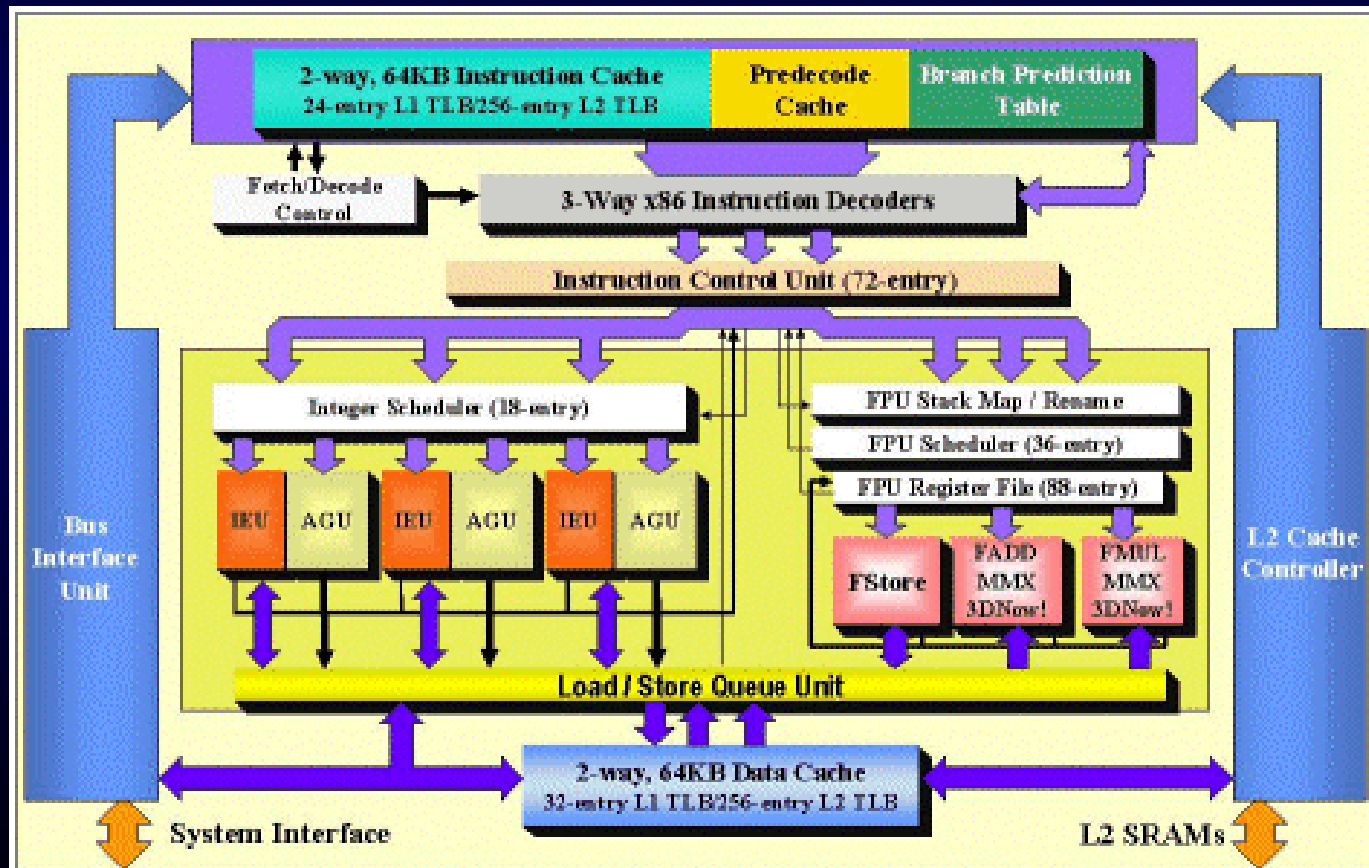 2-way, 64KB Instruction Cache
24-entry L1 TLB/256-entry L2 TLB
Predecode
Cache
Branch Prediction
Table
Fetch/Decode
Control
3-Way x86 Instruction Decoders
Instruction Control Unit (72-entry)
Integer Scheduler (18-entry)
FPU Stack Map / Rename
FPU Scheduler (36-entry)
FPU Register File (88-entry)
Bus
Interface
Unit
IEU
AGU
IEU
AGU
IEU
AGU
FStore
FADD
MMX
3DNow!
FMUL
MMX
3DNow!
L2 Cache
Controller
Load / Store Queue Unit
2-way, 64KB Data Cache
32-entry L1 TLB/256-entry L2 TLB
System Interface
L2 SRAMs